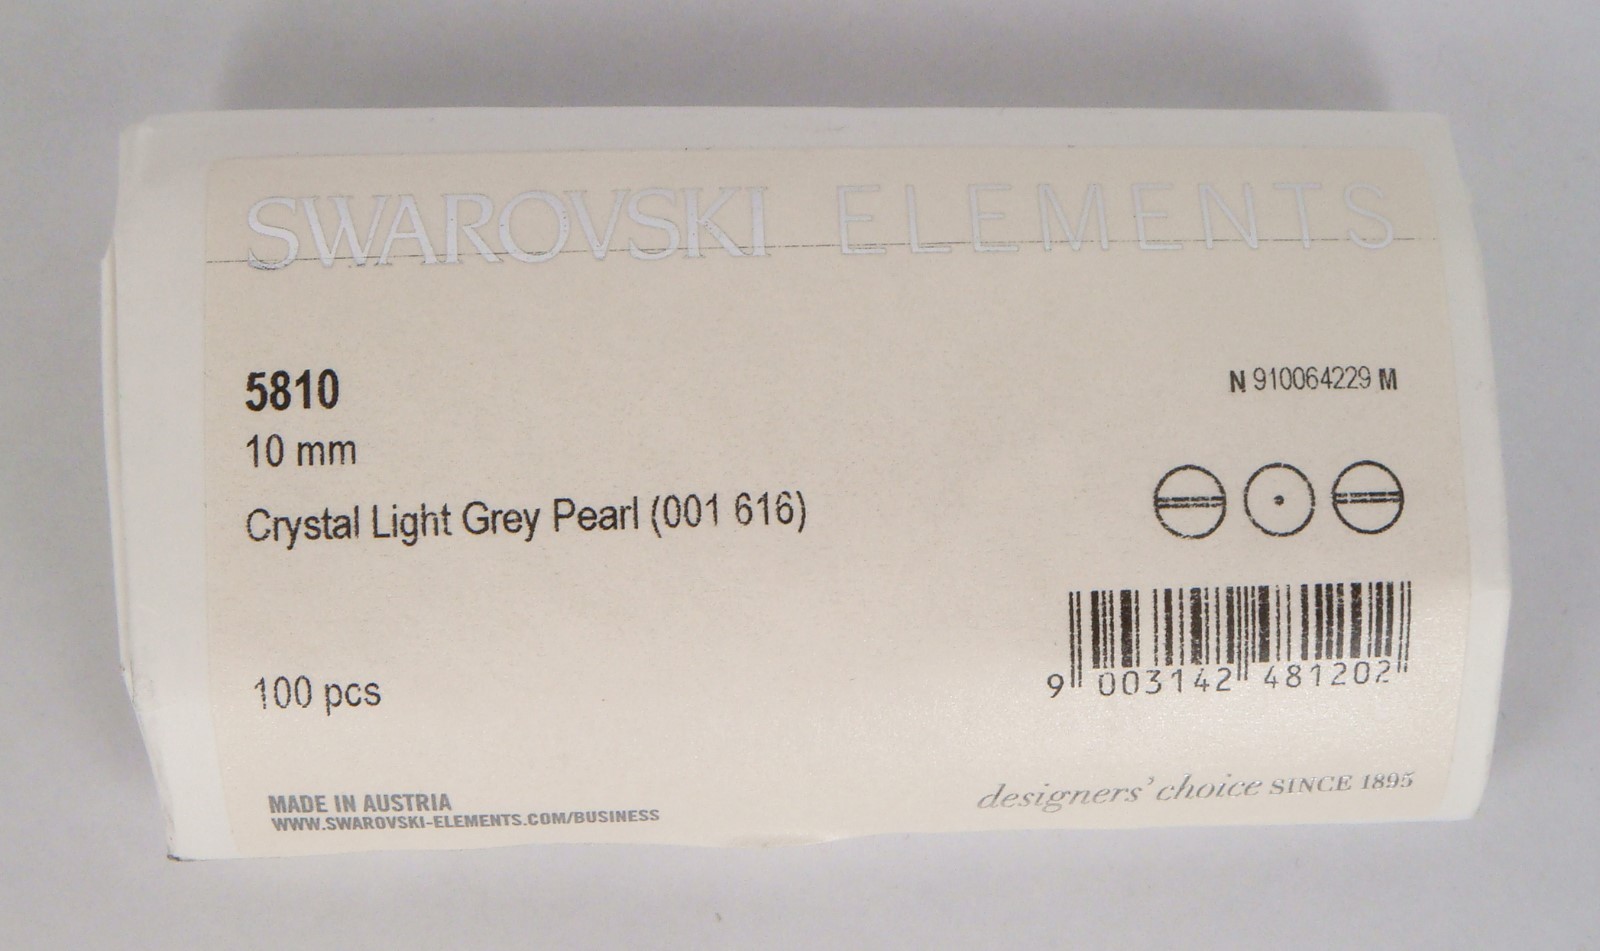 SWAROVSKI ELEMENTS
5810
N 910064229 M
10 mm
Crystal Light Grey Pearl (001 616)
9 003142 481202
100 pcs
MADE IN AUSTRIA
WWW.SWAROVSKI-ELEMENTS.COM/BUSINESS
designers' choice SINCE 1895